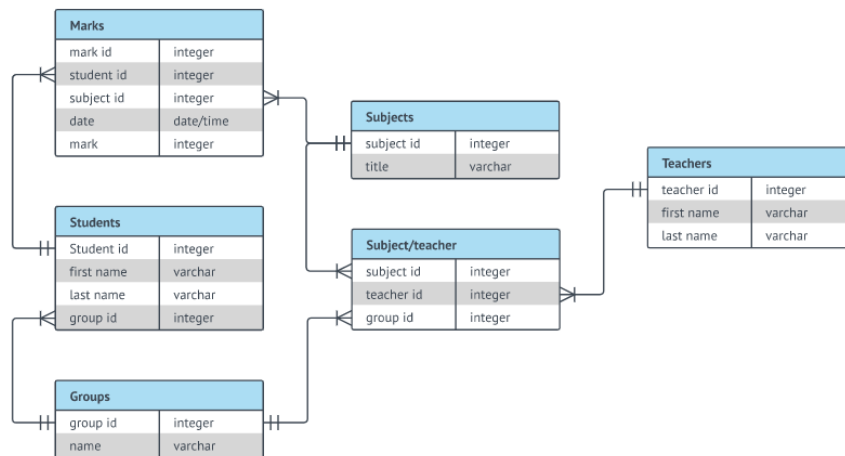 Marks
mark id integer
student id integer
subject id integer
date date/time
mark integer
Subjects
subject id integer
title varchar
Teachers
teacher id integer
first name varchar
last name varchar
Students
Student id integer
first name varchar
last name varchar
group id integer
Subject/teacher
subject id integer
teacher id integer
group id integer
Groups
group id integer
name varchar